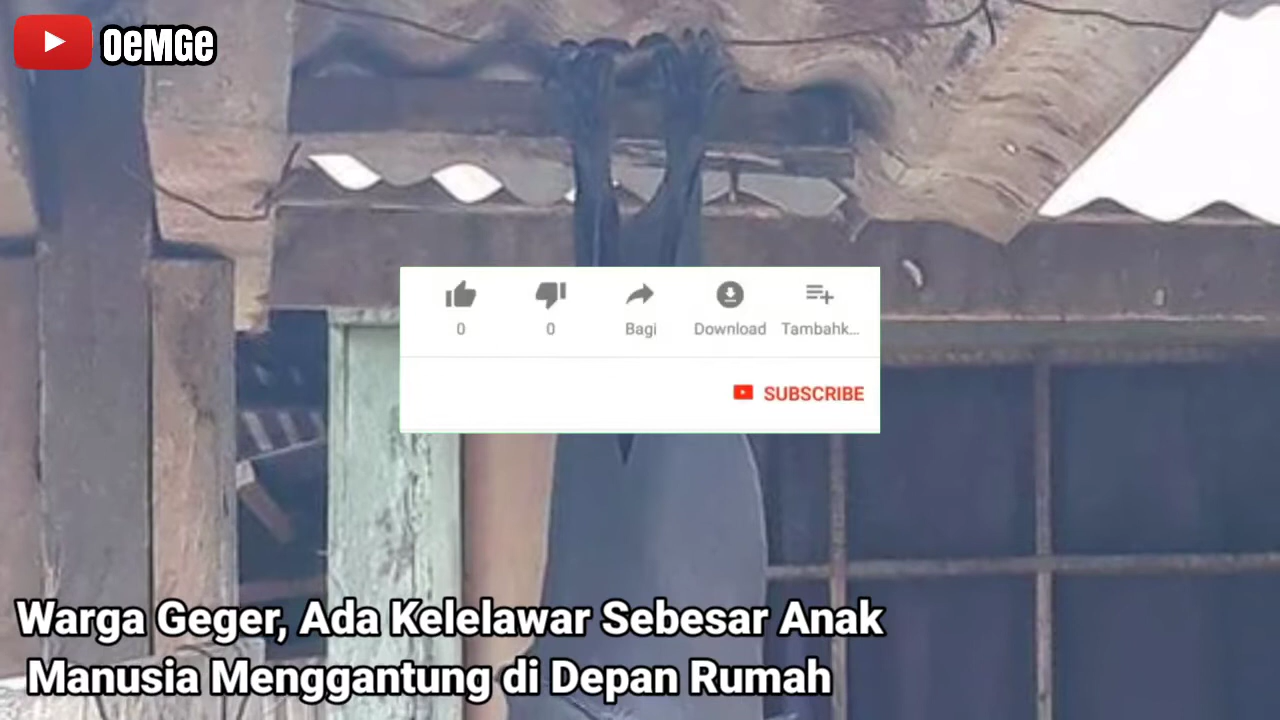 OeMGe
0 0 Bagi Download Tambahk...
SUBSCRIBE
Warga Geger, Ada Kelelawar Sebesar Anak
Manusia Menggantung di Depan Rumah